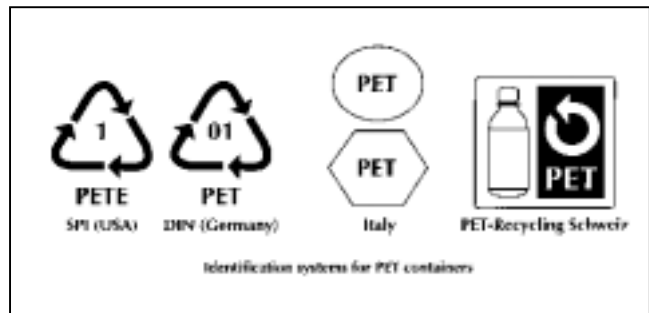 1
PETE
SPI (USA)
01
PET
DIN (Germany)
PET
PET
Italy
PET
PET-Recycling Schweiz
Identification systems for PET containers